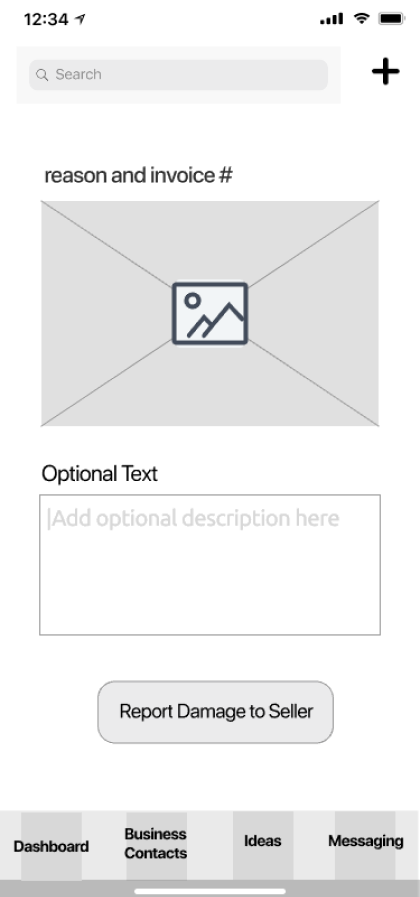 12:34
Search
reason and invoice #
Optional Text
Add optional description here
Report Damage to Seller
Dashboard
Business
Contacts
Ideas
Messaging